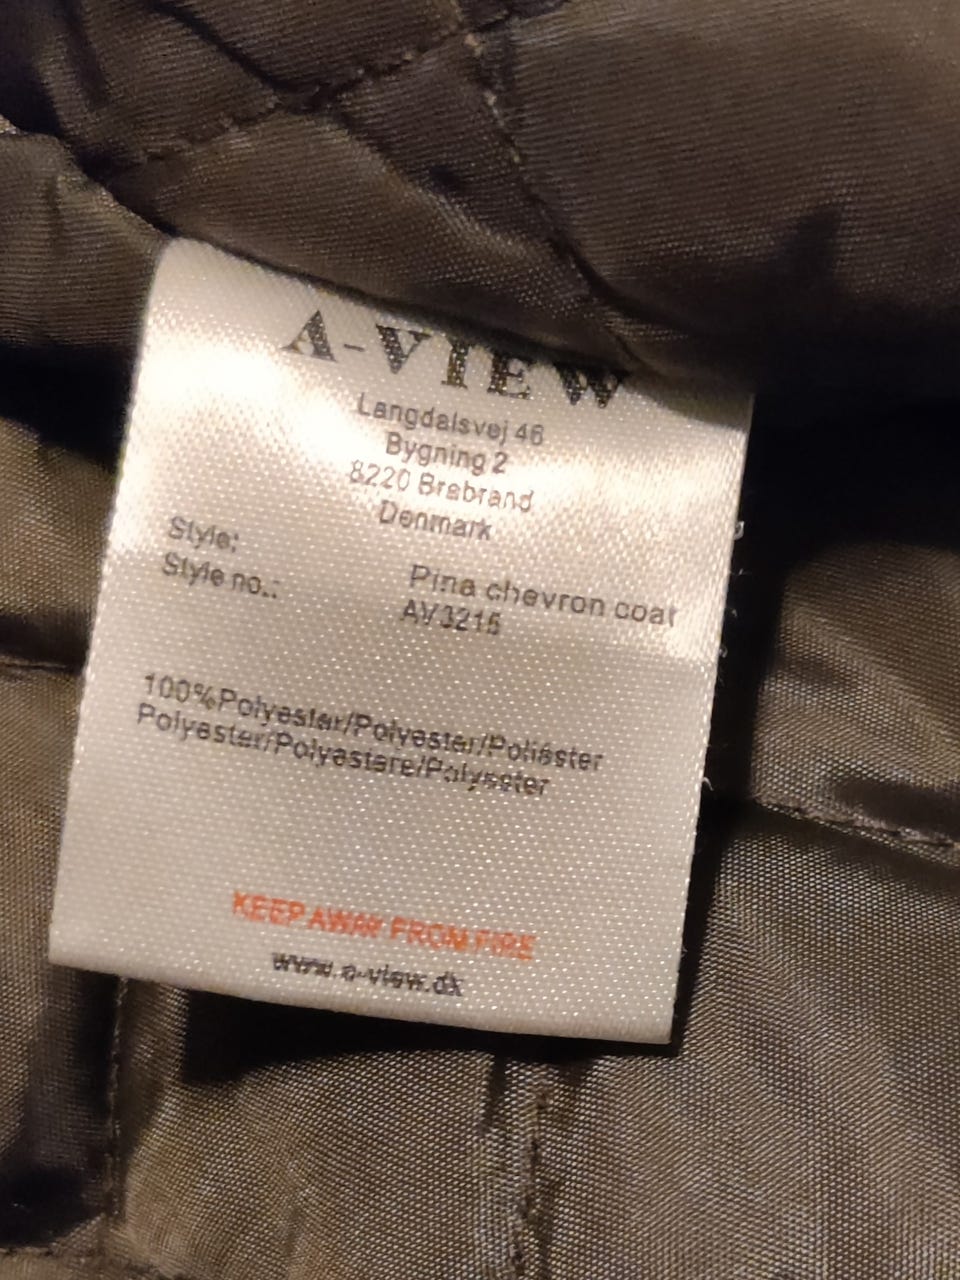 A-VIEW
Langdalsvej 46
Bygning 2
8220 Brabrand
Denmark
Style: Pina chevron coat
Style no.: AV3215
100%Polyester/Polyester/Poliéster
Polyester/Polyestere/Polyester
KEEP AWAY FROM FIRE
www.a-view.dk